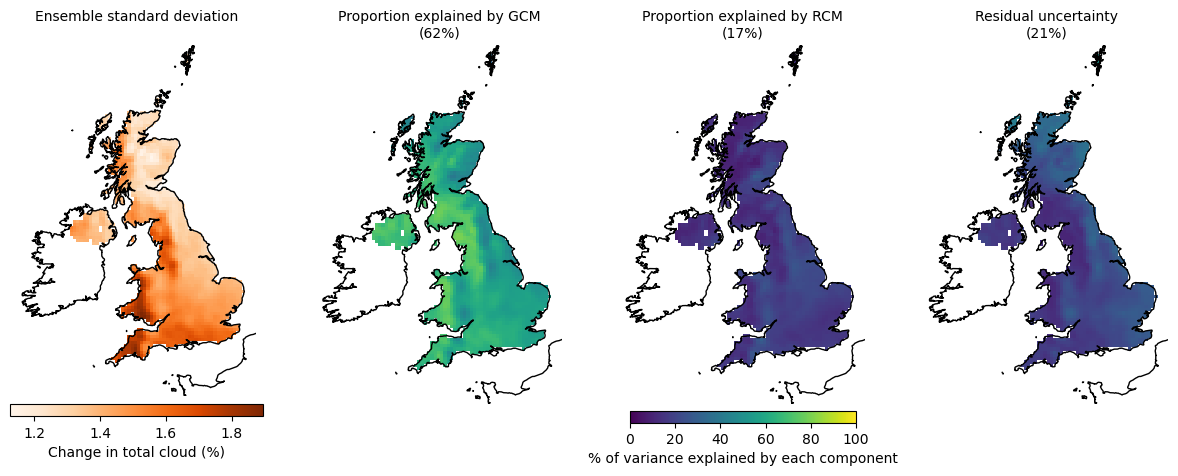 Ensemble standard deviation
Proportion explained by GCM
(62%)
Proportion explained by RCM
(17%)
Residual uncertainty
(21%)
1.2 1.4 1.6 1.8
Change in total cloud (%)
0 20 40 60 80 100
% of variance explained by each component